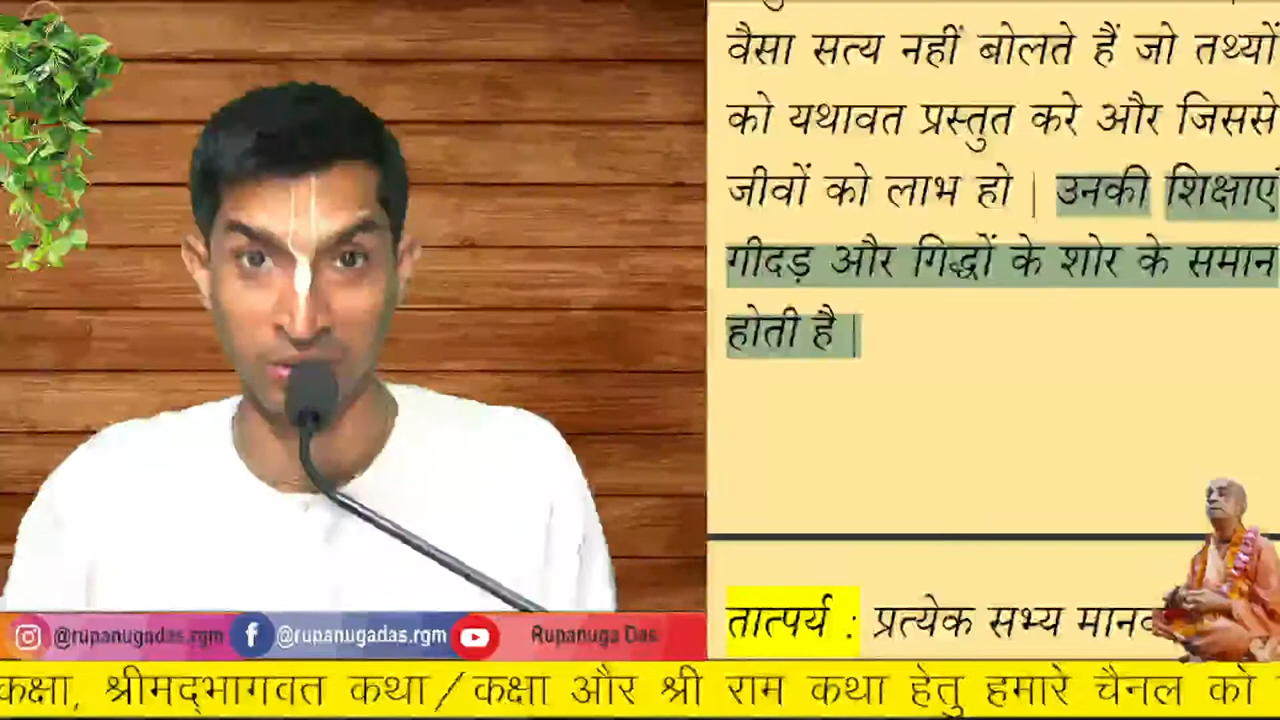 वैसा सत्य नहीं बोलते हैं जो तथ्यों
को यथावत प्रस्तुत करे और जिससे
जीवों को लाभ हो | उनकी शिक्षाएं
गीदड़ और गिद्धों के शोर के समान
होती है |
तात्पर्य : प्रत्येक सभ्य
@rupanugadas.rgm @rupanugadas.rgm Rupanuga Das
कक्षा, श्रीमद्भागवत कथा/कक्षा और श्री राम कथा हेतु हमारे चैनल को